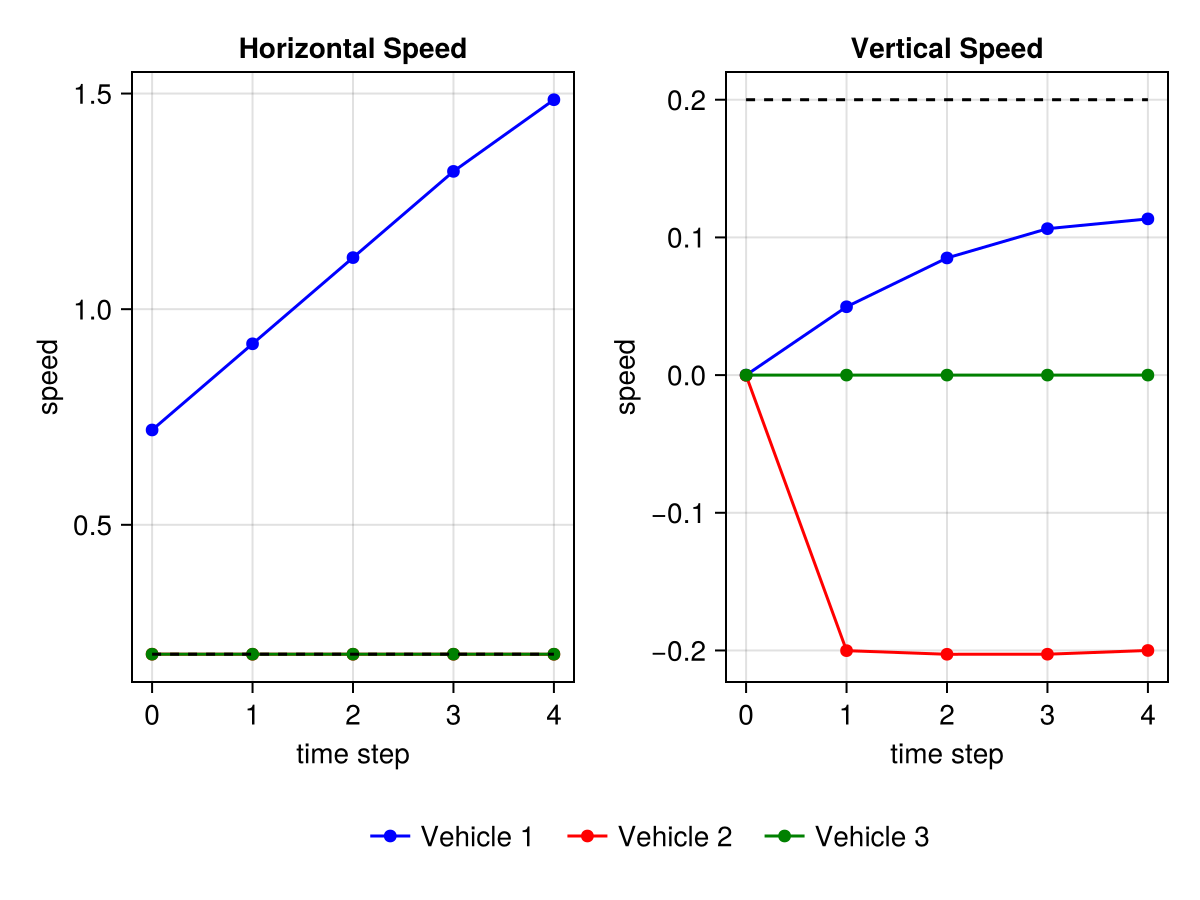 Horizontal Speed
1.5
1.0
0.5
speed
0 1 2 3 4
time step
Vertical Speed
0.2
0.1
0.0
−0.1
−0.2
speed
0 1 2 3 4
time step
Vehicle 1 Vehicle 2 Vehicle 3